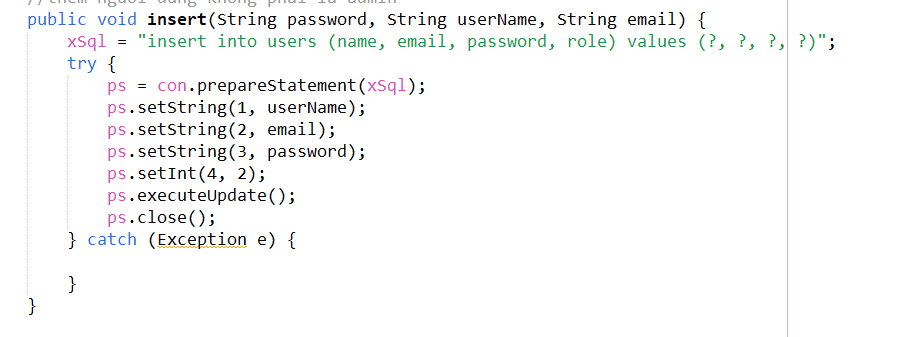 //them nguoi dung khong phai la admin
public void insert(String password, String userName, String email) {
xSql = "insert into users (name, email, password, role) values (?, ?, ?, ?)";
try {
ps = con.prepareStatement(xSql);
ps.setString(1, userName);
ps.setString(2, email);
ps.setString(3, password);
ps.setInt(4, 2);
ps.executeUpdate();
ps.close();
} catch (Exception e) {
}
}